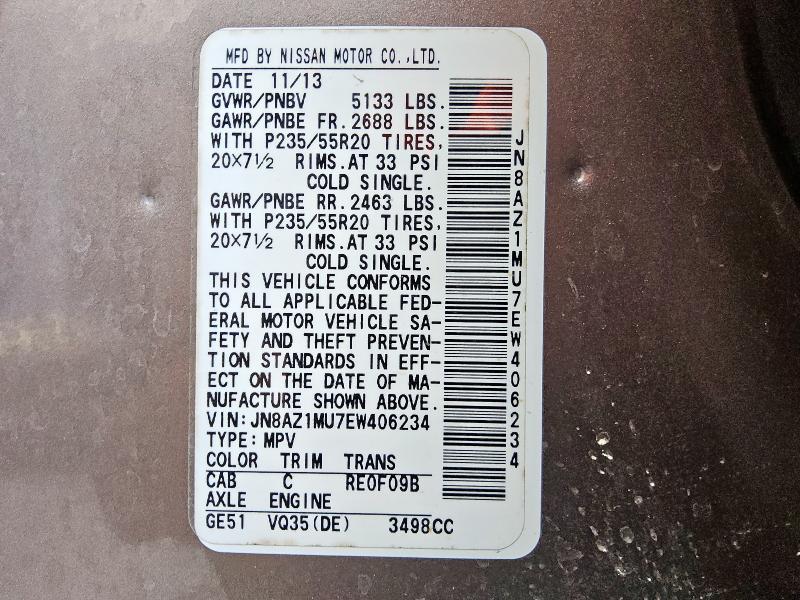 MFD BY NISSAN MOTOR CO.,LTD.
DATE 11/13
GVWR/PNBV 5133 LBS.
GAWR/PNBE FR. 2688 LBS.
WITH P235/55R20 TIRES,
20×7½ RIMS.AT 33 PSI
COLD SINGLE.
GAWR/PNBE RR. 2463 LBS.
WITH P235/55R20 TIRES,
20×7½ RIMS.AT 33 PSI
COLD SINGLE.
THIS VEHICLE CONFORMS
TO ALL APPLICABLE FED-
ERAL MOTOR VEHICLE SA-
FETY AND THEFT PREVEN-
TION STANDARDS IN EFF-
ECT ON THE DATE OF MA-
NUFACTURE SHOWN ABOVE.
VIN:JN8AZ1MU7EW406234
TYPE:MPV
COLOR TRIM TRANS
CAB C RE0F09B
AXLE ENGINE
GE51 VQ35(DE) 3498CC
JN8AZ1MU7EW406234